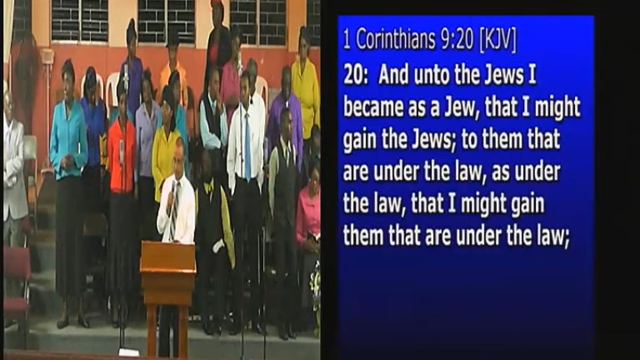 1 Corinthians 9:20 [KJV]
20: And unto the Jews I
became as a Jew, that I might
gain the Jews; to them that
are under the law, as under
the law, that I might gain
them that are under the law;